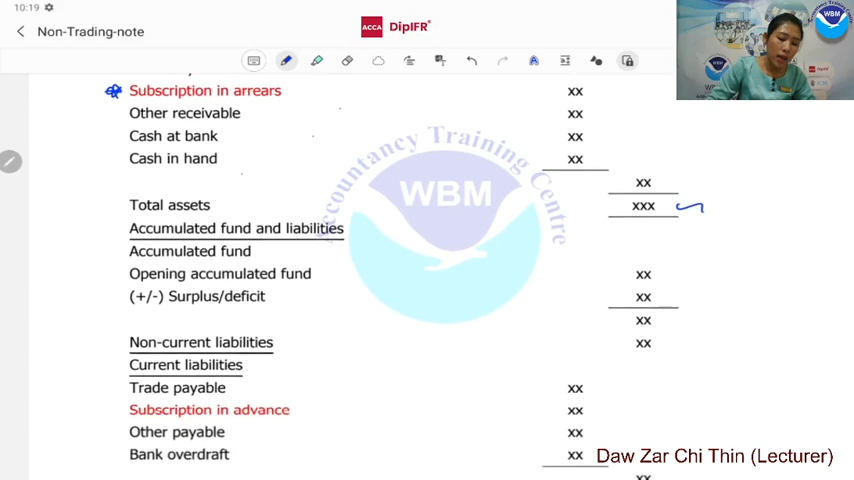 10:19
Non-Trading-note
ACCA DipIFR
WBM
Subscription in arrears xx
Other receivable xx
Cash at bank xx
Cash in hand xx
xx
Total assets xxx
Accumulated fund and liabilities
Accumulated fund
Opening accumulated fund xx
(+/-) Surplus/deficit xx
xx
Non-current liabilities xx
Current liabilities
Trade payable xx
Subscription in advance xx
Other payable xx
Bank overdraft xx
xx
Accountancy Training Centre
WBM
Daw Zar Chi Thin (Lecturer)